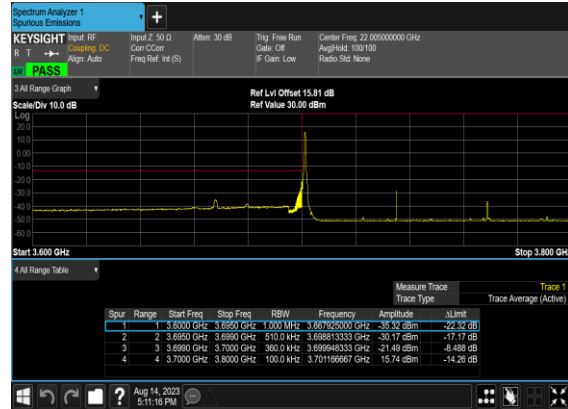 Spectrum Analyzer 1
Spurious Emissions
KEYSIGHT Input: RF Input Z: 50 Ω Atten: 30 dB Trig: Free Run Center Freq: 22.005000000 GHz
R T Coupling: DC Corr CCorr Gate: Off Avg|Hold: 100/100
Align: Auto Freq Ref: Int (S) IF Gain: Low Radio Std: None
PASS
3 All Range Graph
Ref Lvl Offset 15.81 dB
Scale/Div 10.0 dB Ref Value 30.00 dBm
Log
20.0
10.0
0.00
-10.0
-20.0
-30.0
-40.0
-50.0
-60.0
Start 3.600 GHz Stop 3.800 GHz
4 All Range Table
Measure Trace Trace 1
Trace Type Trace Average (Active)
Spur Range Start Freq Stop Freq RBW Frequency Amplitude ΔLimit
1 1 3.6000 GHz 3.6950 GHz 1.000 MHz 3.667925000 GHz -35.32 dBm -22.32 dB
2 2 3.6950 GHz 3.6990 GHz 510.0 kHz 3.698813333 GHz -30.17 dBm -17.17 dB
3 3 3.6990 GHz 3.7000 GHz 360.0 kHz 3.699948333 GHz -21.49 dBm -8.488 dB
4 4 3.7000 GHz 3.8000 GHz 100.0 kHz 3.701166667 GHz 15.74 dBm -14.26 dB
? Aug 14, 2023
5:11:16 PM